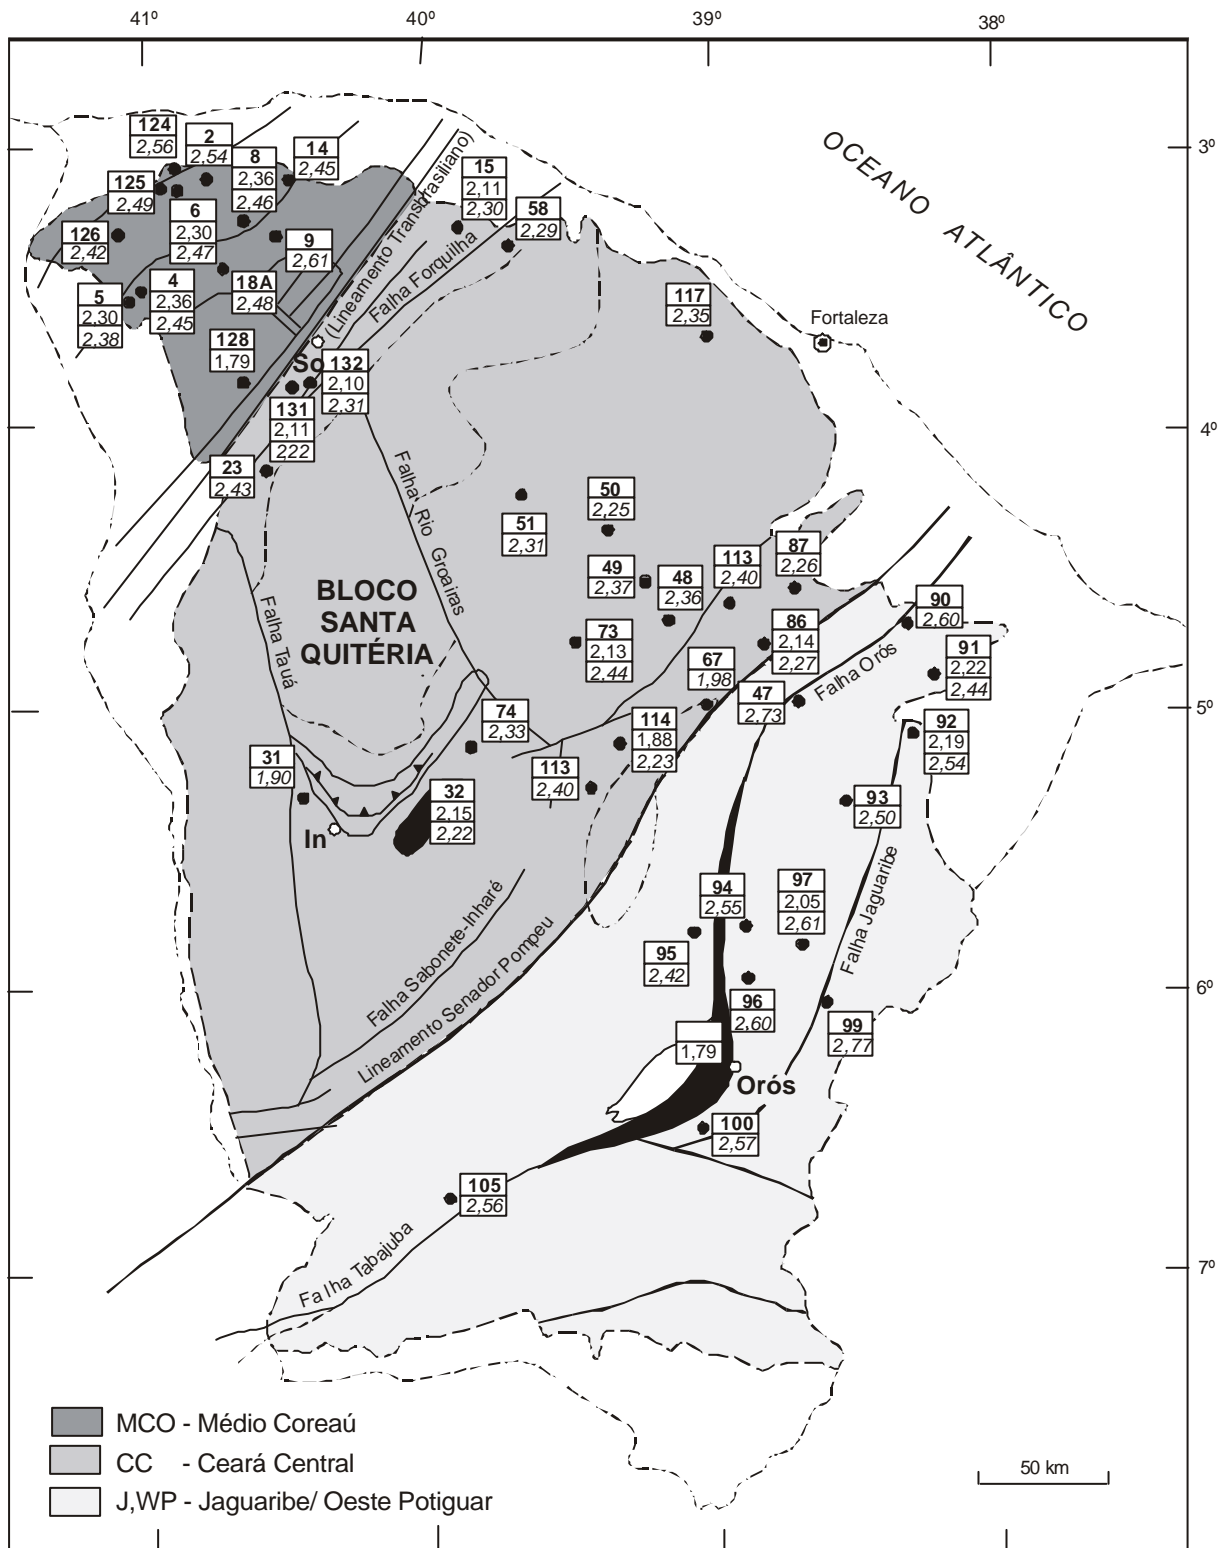 41º
40º
39º
38º
3º
4º
5º
6º
7º
OCEANO ATLÂNTICO
Fortaleza
124
2,56
2
2,54
8
2,36
2,46
14
2,45
125
2,49
6
2,30
2,47
126
2,42
9
2,61
5
2,30
2,38
4
2,36
2,45
18A
2,48
128
1,79
15
2,11
2,30
58
2,29
(Lineamento Transbrasiliano)
Falha Forquilha
So
132
2,10
2,31
131
2,11
2,22
23
2,43
117
2,35
Falha Rio Groaíras
50
2,25
51
2,31
49
2,37
48
2,36
113
2,40
87
2,26
90
2,60
86
2,14
2,27
91
2,22
2,44
73
2,13
2,44
67
1,98
47
2,73
Falha Orós
BLOCO
SANTA
QUITÉRIA
Falha Tauá
74
2,33
114
1,88
2,23
92
2,19
2,54
31
1,90
113
2,40
In
32
2,15
2,22
93
2,50
Falha Jaguaribe
94
2,55
97
2,05
2,61
95
2,42
96
2,60
99
2,77
Falha Sabonete-Inharé
Lineamento Senador Pompeu
1,79
Orós
100
2,57
105
2,56
Falha Tabajuba
MCO - Médio Coreaú
CC - Ceará Central
J,WP - Jaguaribe/ Oeste Potiguar
50 km
41º
40º
39º
38º